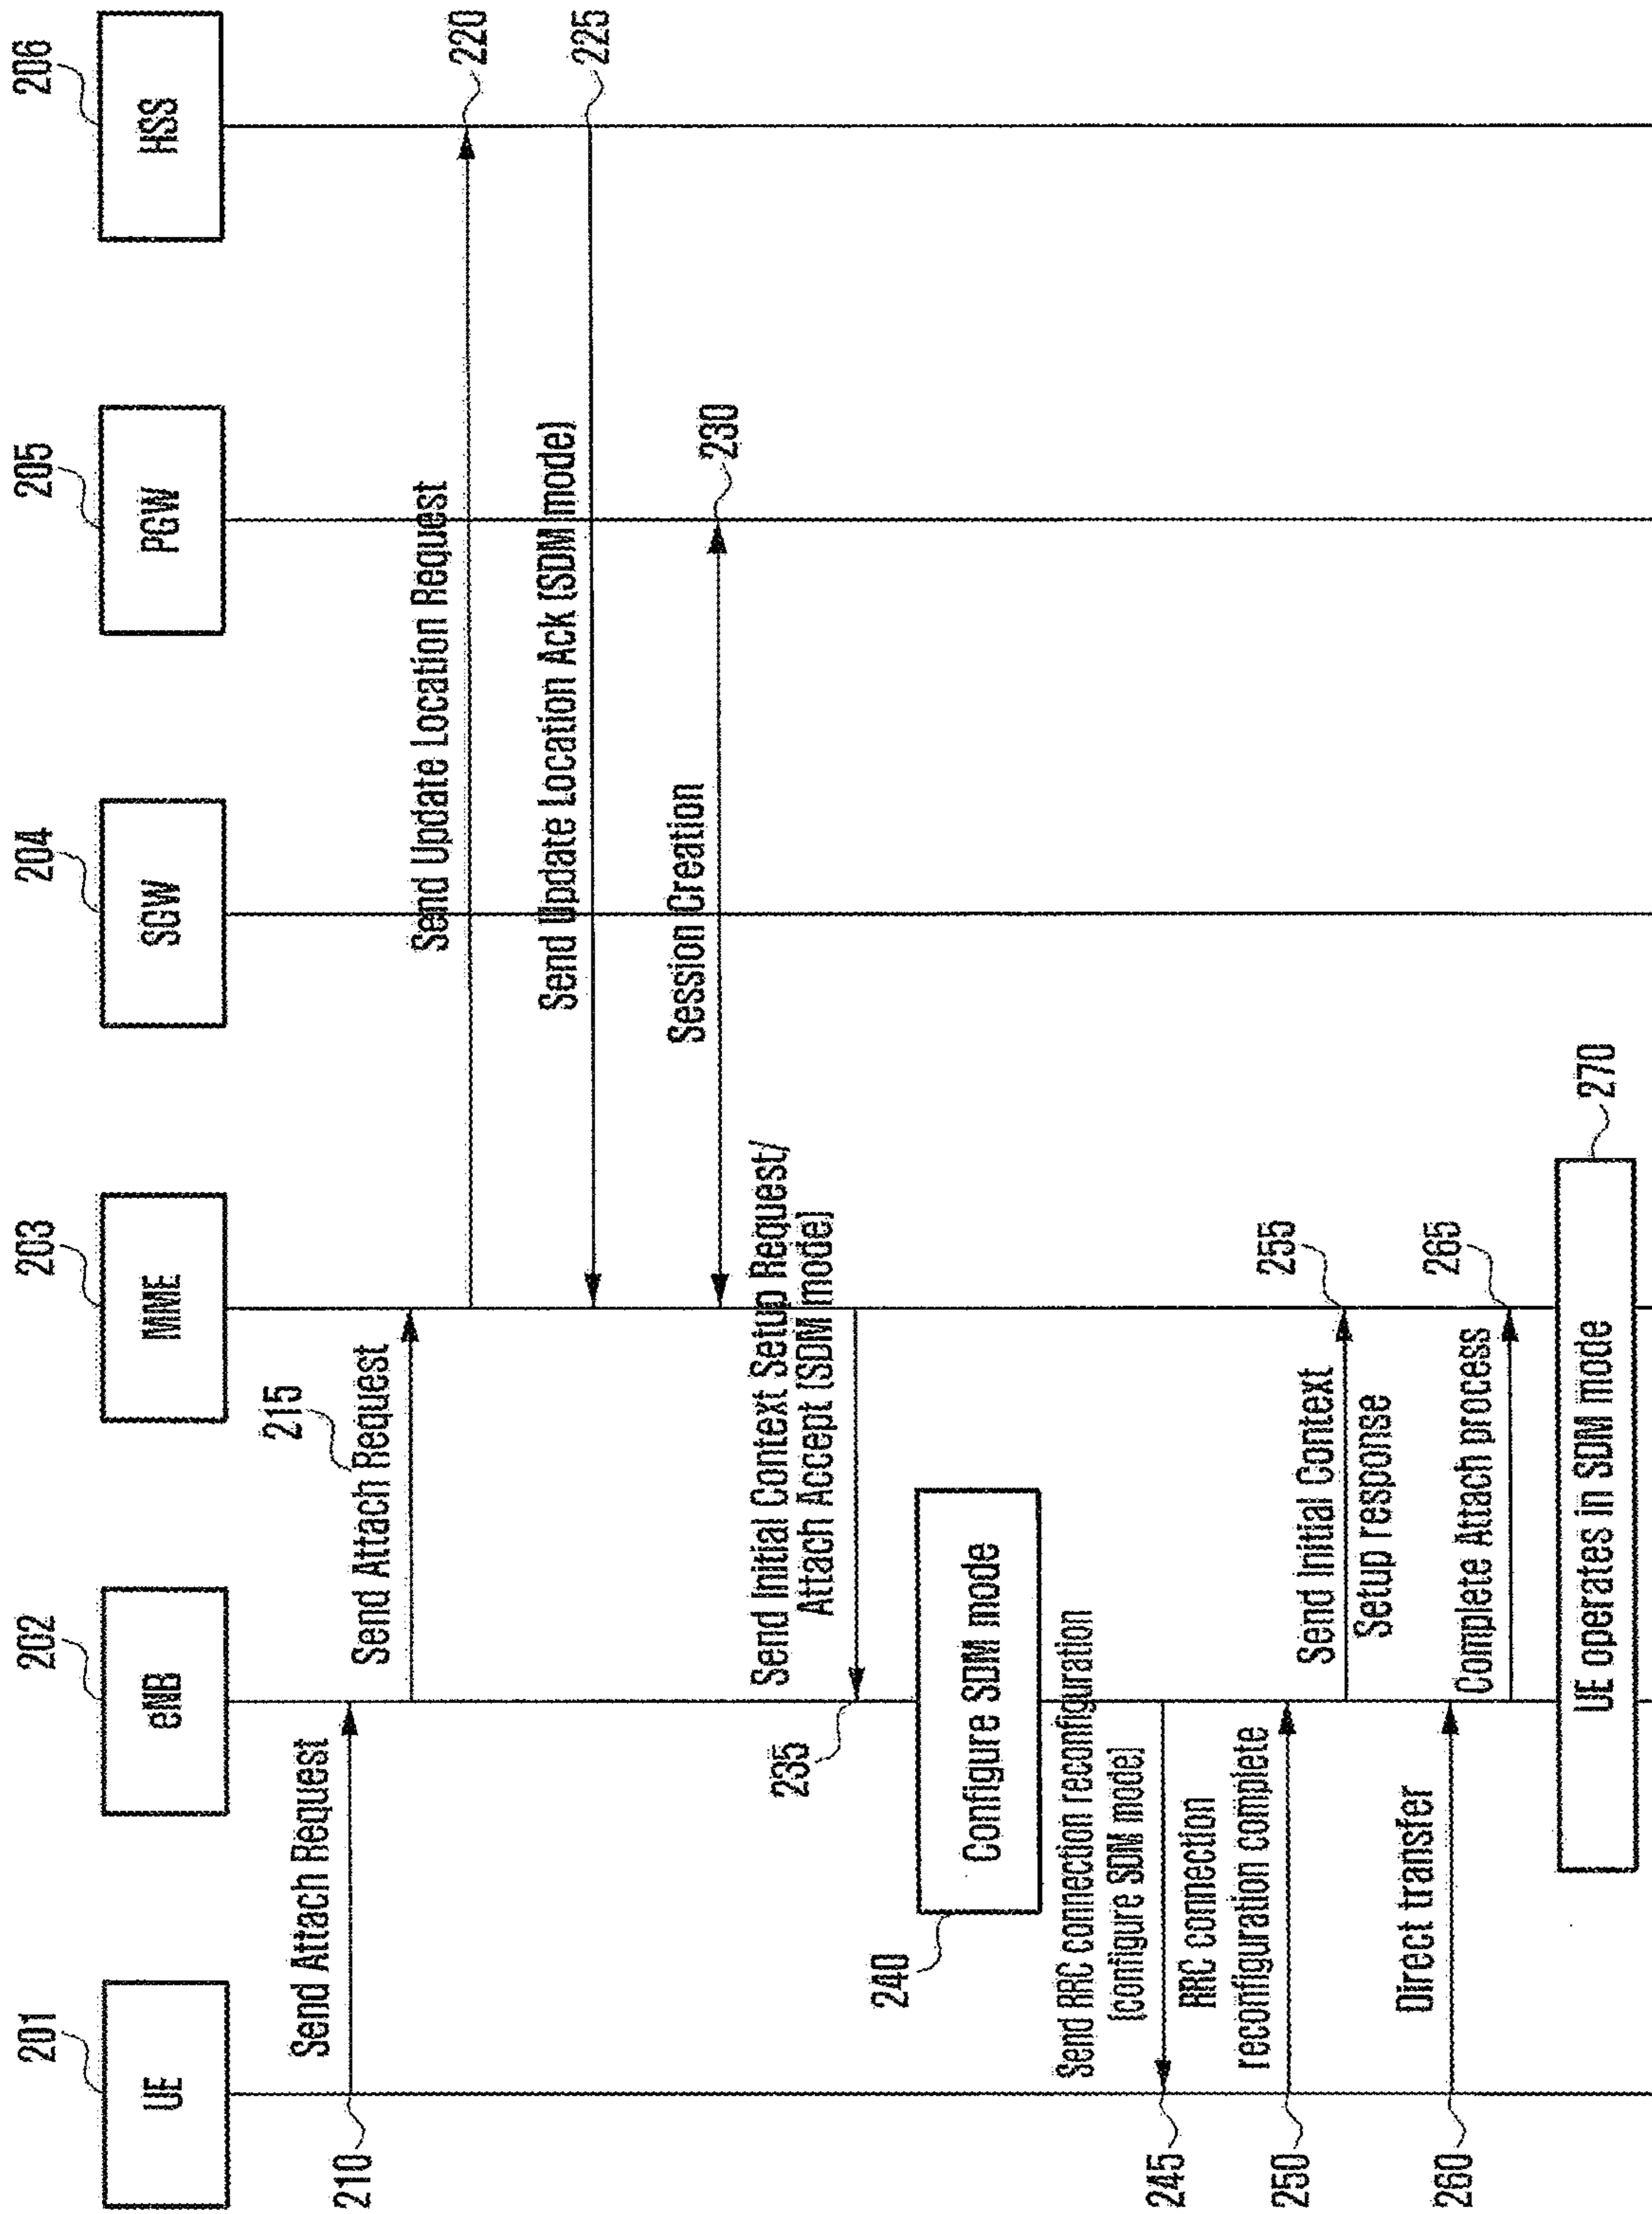 UE
201
eNB
202
MME
203
SGW
204
PGW
205
HSS
206
Send Attach Request
210
Send Attach Request
215
Send Update Location Request
220
Send Update Location Ack (SDM mode)
225
Session Creation
230
Send Initial Context Setup Request/
Attach Accept (SDM mode)
235
Configure SDM mode
240
Send RRC connection reconfiguration
(configure SDM mode)
245
RRC connection
reconfiguration complete
250
Send Initial Context
Setup response
255
Direct transfer
260
Complete Attach process
265
UE operates in SDM mode
270